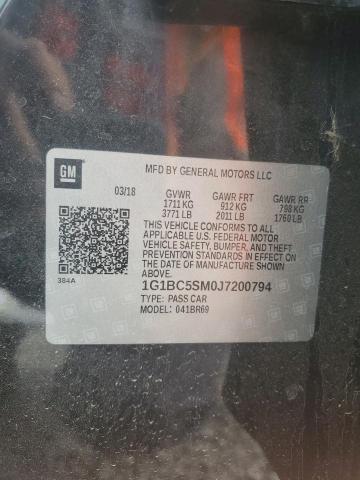 GM
MFD BY GENERAL MOTORS LLC
03/18 GVWR GAWR FRT GAWR RR
1711 KG 912 KG 798 KG
3771 LB 2011 LB 1760 LB
THIS VEHICLE CONFORMS TO ALL
APPLICABLE U.S. FEDERAL MOTOR
VEHICLE SAFETY, BUMPER, AND THEFT
PREVENTION STANDARDS IN EFFECT ON
THE DATE OF MANUFACTURE SHOWN ABOVE.
384A
1G1BC5SM0J7200794
TYPE: PASS CAR
MODEL: 041BR69